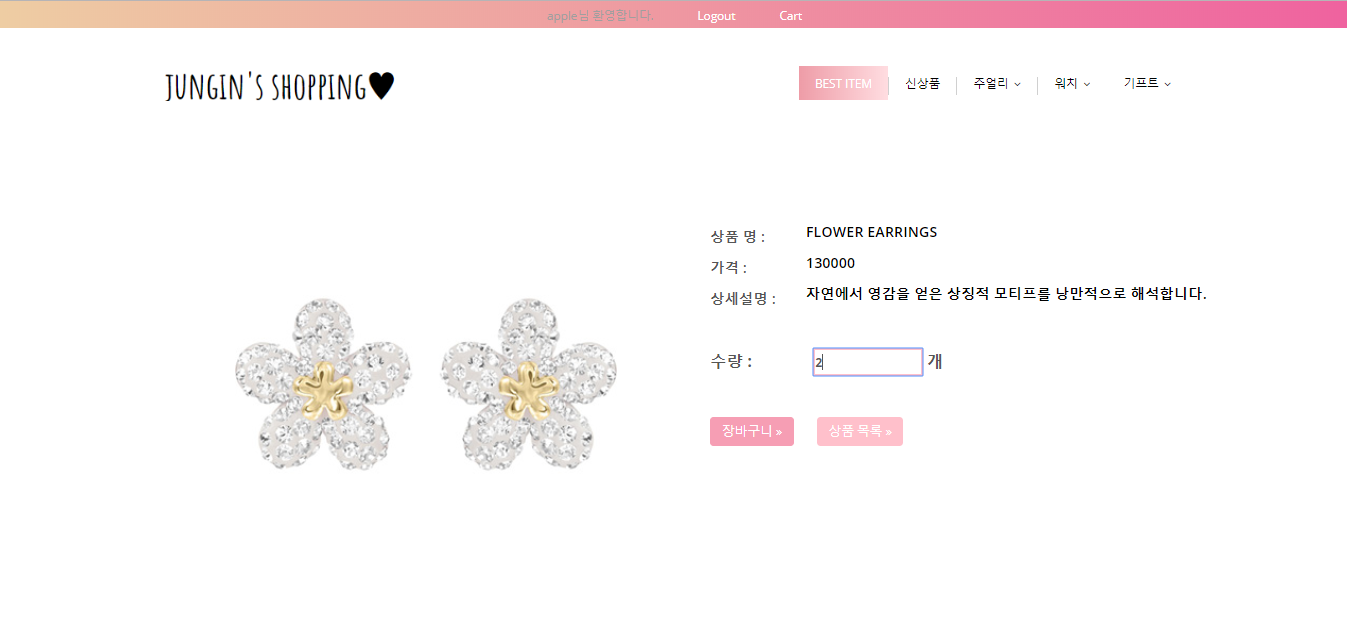 apple님 환영합니다. Logout Cart
JUNGIN'S SHOPPING♥
BEST ITEM 신상품 주얼리 워치 기프트
상품 명 : FLOWER EARRINGS
가격 : 130000
상세설명 : 자연에서 영감을 얻은 상징적 모티프를 낭만적으로 해석합니다.
수량 : 2 개
장바구니 » 상품 목록 »